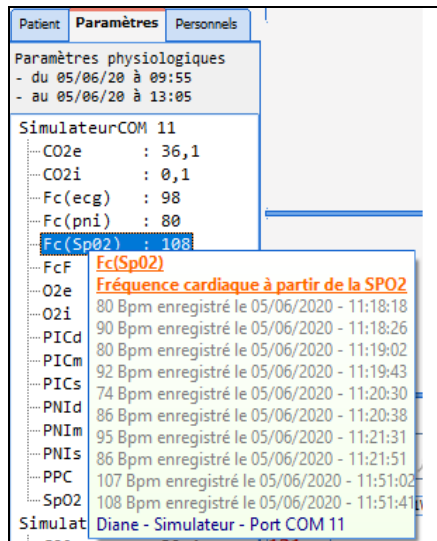 Patient Paramètres Personnels
Paramètres physiologiques
- du 05/06/20 à 09:55
- au 05/06/20 à 13:05
SimulateurCOM 11
CO2e : 36,1
CO2i : 0,1
Fc(ecg) : 98
Fc(pni) : 80
Fc(Sp02) : 108
FcF
O2e
O2i
PICd
PICm
PICs
PNId
PNIm
PNIs
PPC
SpO2
Simulat
Fc(Sp02)
Fréquence cardiaque à partir de la SPO2
80 Bpm enregistré le 05/06/2020 - 11:18:18
90 Bpm enregistré le 05/06/2020 - 11:18:26
80 Bpm enregistré le 05/06/2020 - 11:19:02
92 Bpm enregistré le 05/06/2020 - 11:19:43
74 Bpm enregistré le 05/06/2020 - 11:20:30
86 Bpm enregistré le 05/06/2020 - 11:20:38
95 Bpm enregistré le 05/06/2020 - 11:21:31
86 Bpm enregistré le 05/06/2020 - 11:21:51
107 Bpm enregistré le 05/06/2020 - 11:51:02
108 Bpm enregistré le 05/06/2020 - 11:51:41
Diane - Simulateur - Port COM 11